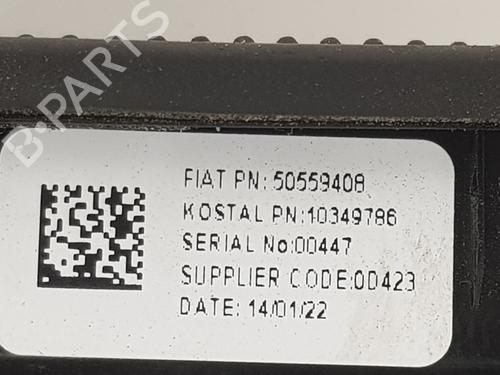 B-PARTS
FIAT PN: 50559408
KOSTAL PN:10349786
SERIAL No:00447
SUPPLIER CODE:00423
DATE: 14/01/22